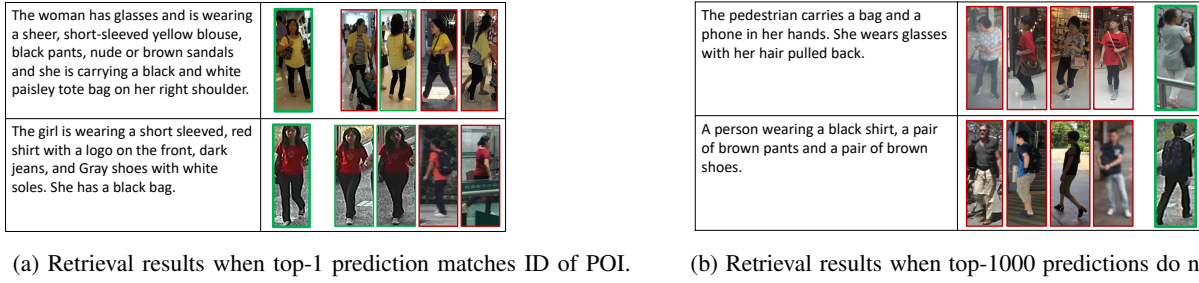 The woman has glasses and is wearing
a sheer, short-sleeved yellow blouse,
black pants, nude or brown sandals
and she is carrying a black and white
paisley tote bag on her right shoulder.
The girl is wearing a short sleeved, red
shirt with a logo on the front, dark
jeans, and Gray shoes with white
soles. She has a black bag.
(a) Retrieval results when top-1 prediction matches ID of POI.
The pedestrian carries a bag and a
phone in her hands. She wears glasses
with her hair pulled back.
A person wearing a black shirt, a pair
of brown pants and a pair of brown
shoes.
(b) Retrieval results when top-1000 predictions do n